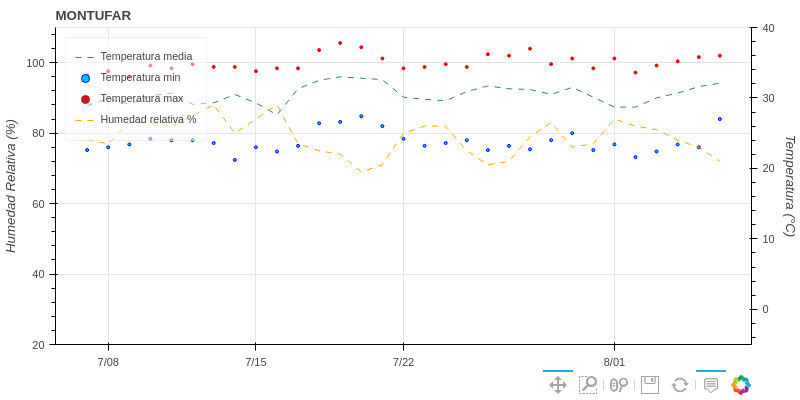 MONTUFAR
Temperatura media
Temperatura min
Temperatura max
Humedad relativa %
Humedad Relativa (%)
100
80
60
40
20
40
30
20
10
0
Temperatura (°C)
7/08
7/15
7/22
8/01